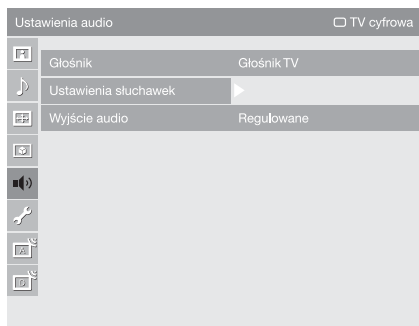 Ustawienia audio TV cyfrowa
Głośnik Głośnik TV
Ustawienia słuchawek
Wyjście audio Regulowane
A